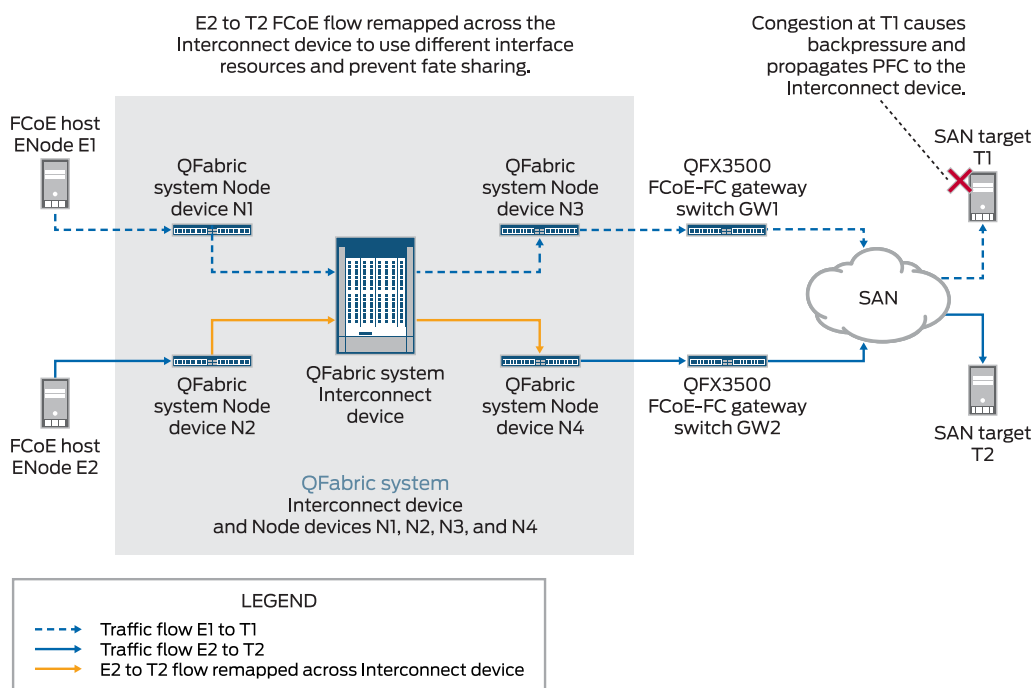 E2 to T2 FCoE flow remapped across the
Interconnect device to use different interface
resources and prevent fate sharing.
Congestion at T1 causes
backpressure and
propagates PFC to the
Interconnect device.
FCoE host
ENode E1
QFabric
system Node
device N1
QFabric
system Node
device N3
QFX3500
FCoE-FC gateway
switch GW1
SAN target
T1
SAN
FCoE host
ENode E2
QFabric
system Node
device N2
QFabric system
Interconnect
device
QFabric
system Node
device N4
QFX3500
FCoE-FC gateway
switch GW2
SAN target
T2
QFabric system
Interconnect device
and Node devices N1, N2, N3, and N4
LEGEND
Traffic flow E1 to T1
Traffic flow E2 to T2
E2 to T2 flow remapped across Interconnect device